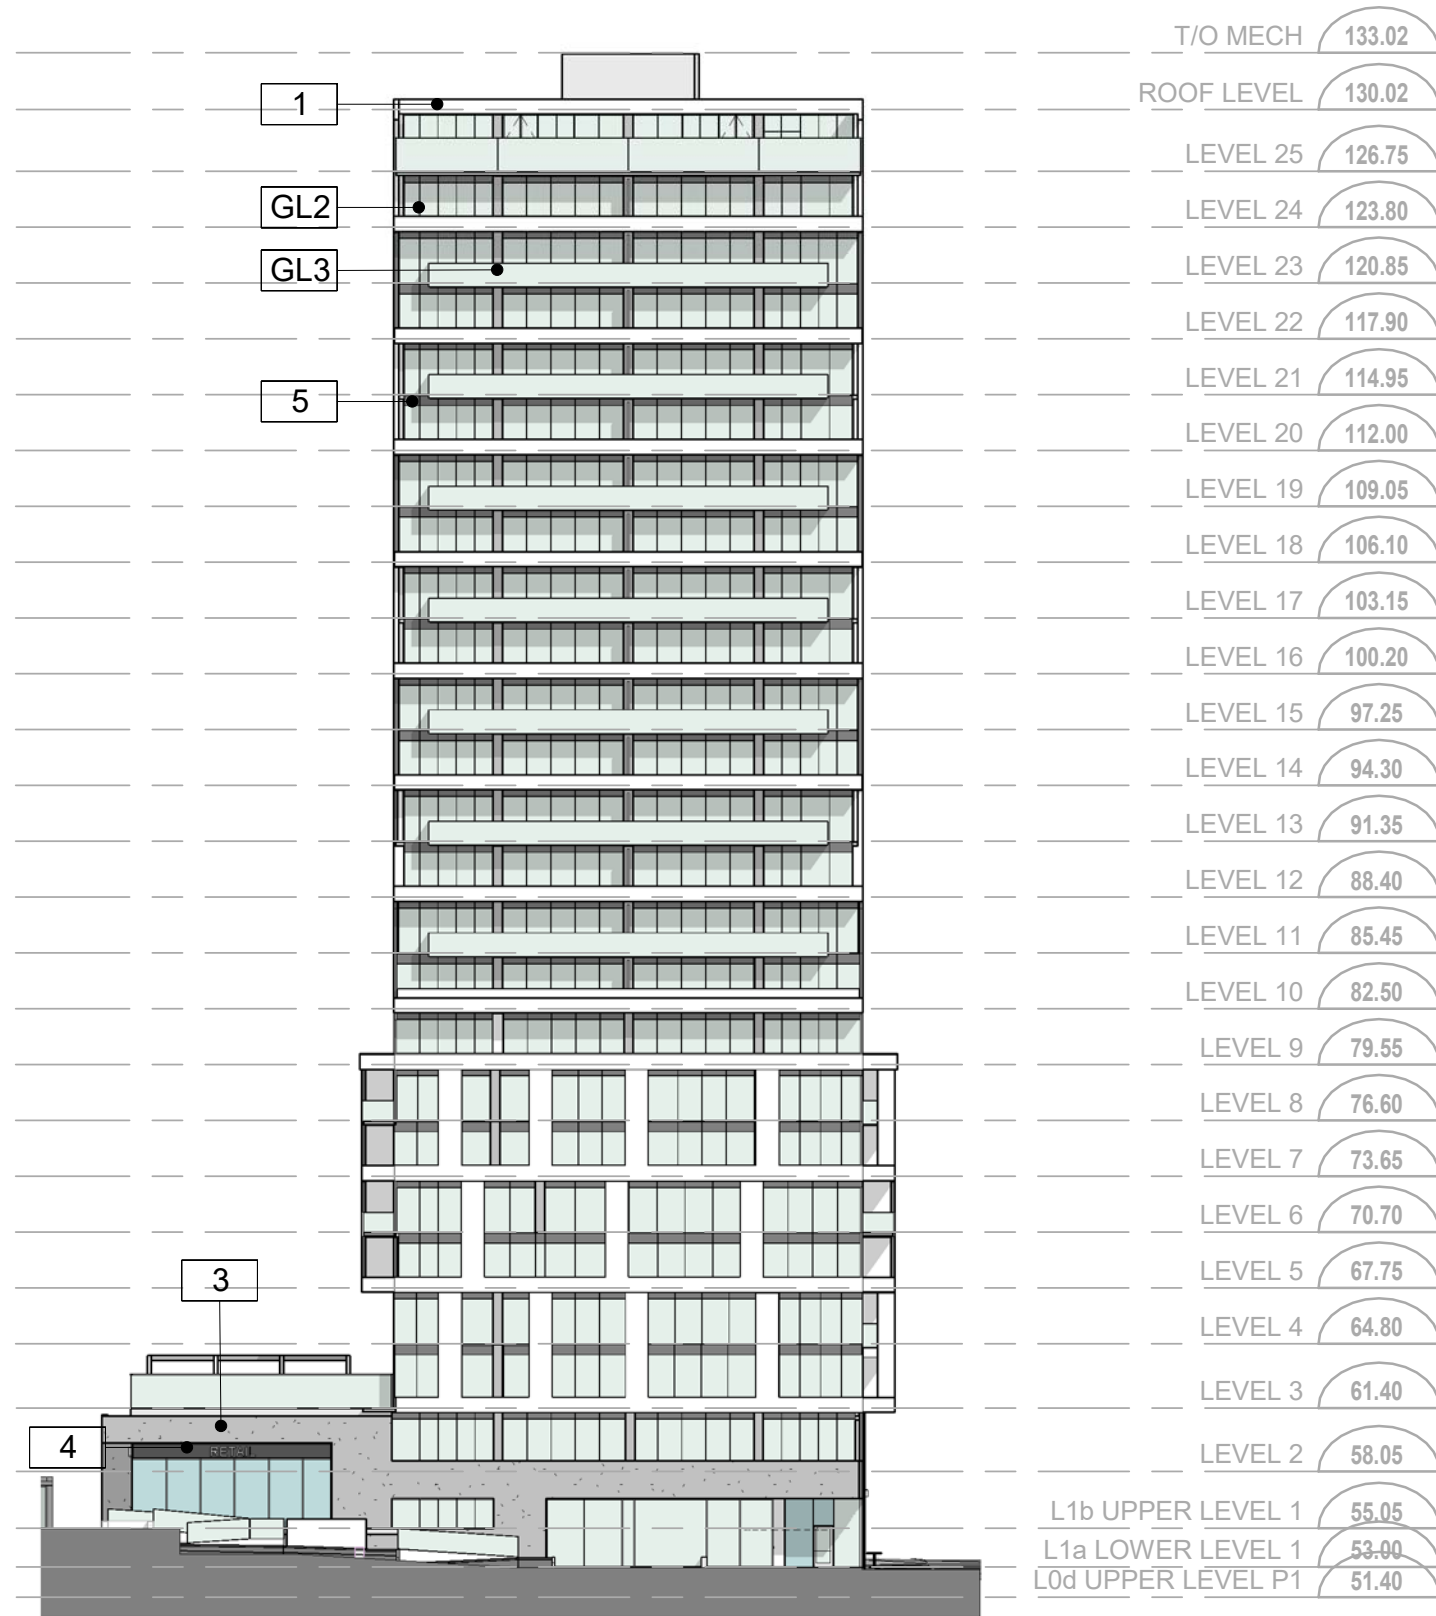 T/O MECH 133.02
1
ROOF LEVEL 130.02
LEVEL 25 126.75
GL2
LEVEL 24 123.80
GL3
LEVEL 23 120.85
LEVEL 22 117.90
LEVEL 21 114.95
5
LEVEL 20 112.00
LEVEL 19 109.05
LEVEL 18 106.10
LEVEL 17 103.15
LEVEL 16 100.20
LEVEL 15 97.25
LEVEL 14 94.30
LEVEL 13 91.35
LEVEL 12 88.40
LEVEL 11 85.45
LEVEL 10 82.50
LEVEL 9 79.55
LEVEL 8 76.60
LEVEL 7 73.65
LEVEL 6 70.70
3
LEVEL 5 67.75
LEVEL 4 64.80
LEVEL 3 61.40
4
RETAIL
LEVEL 2 58.05
L1b UPPER LEVEL 1 55.05
L1a LOWER LEVEL 1 53.00
L0d UPPER LEVEL P1 51.40